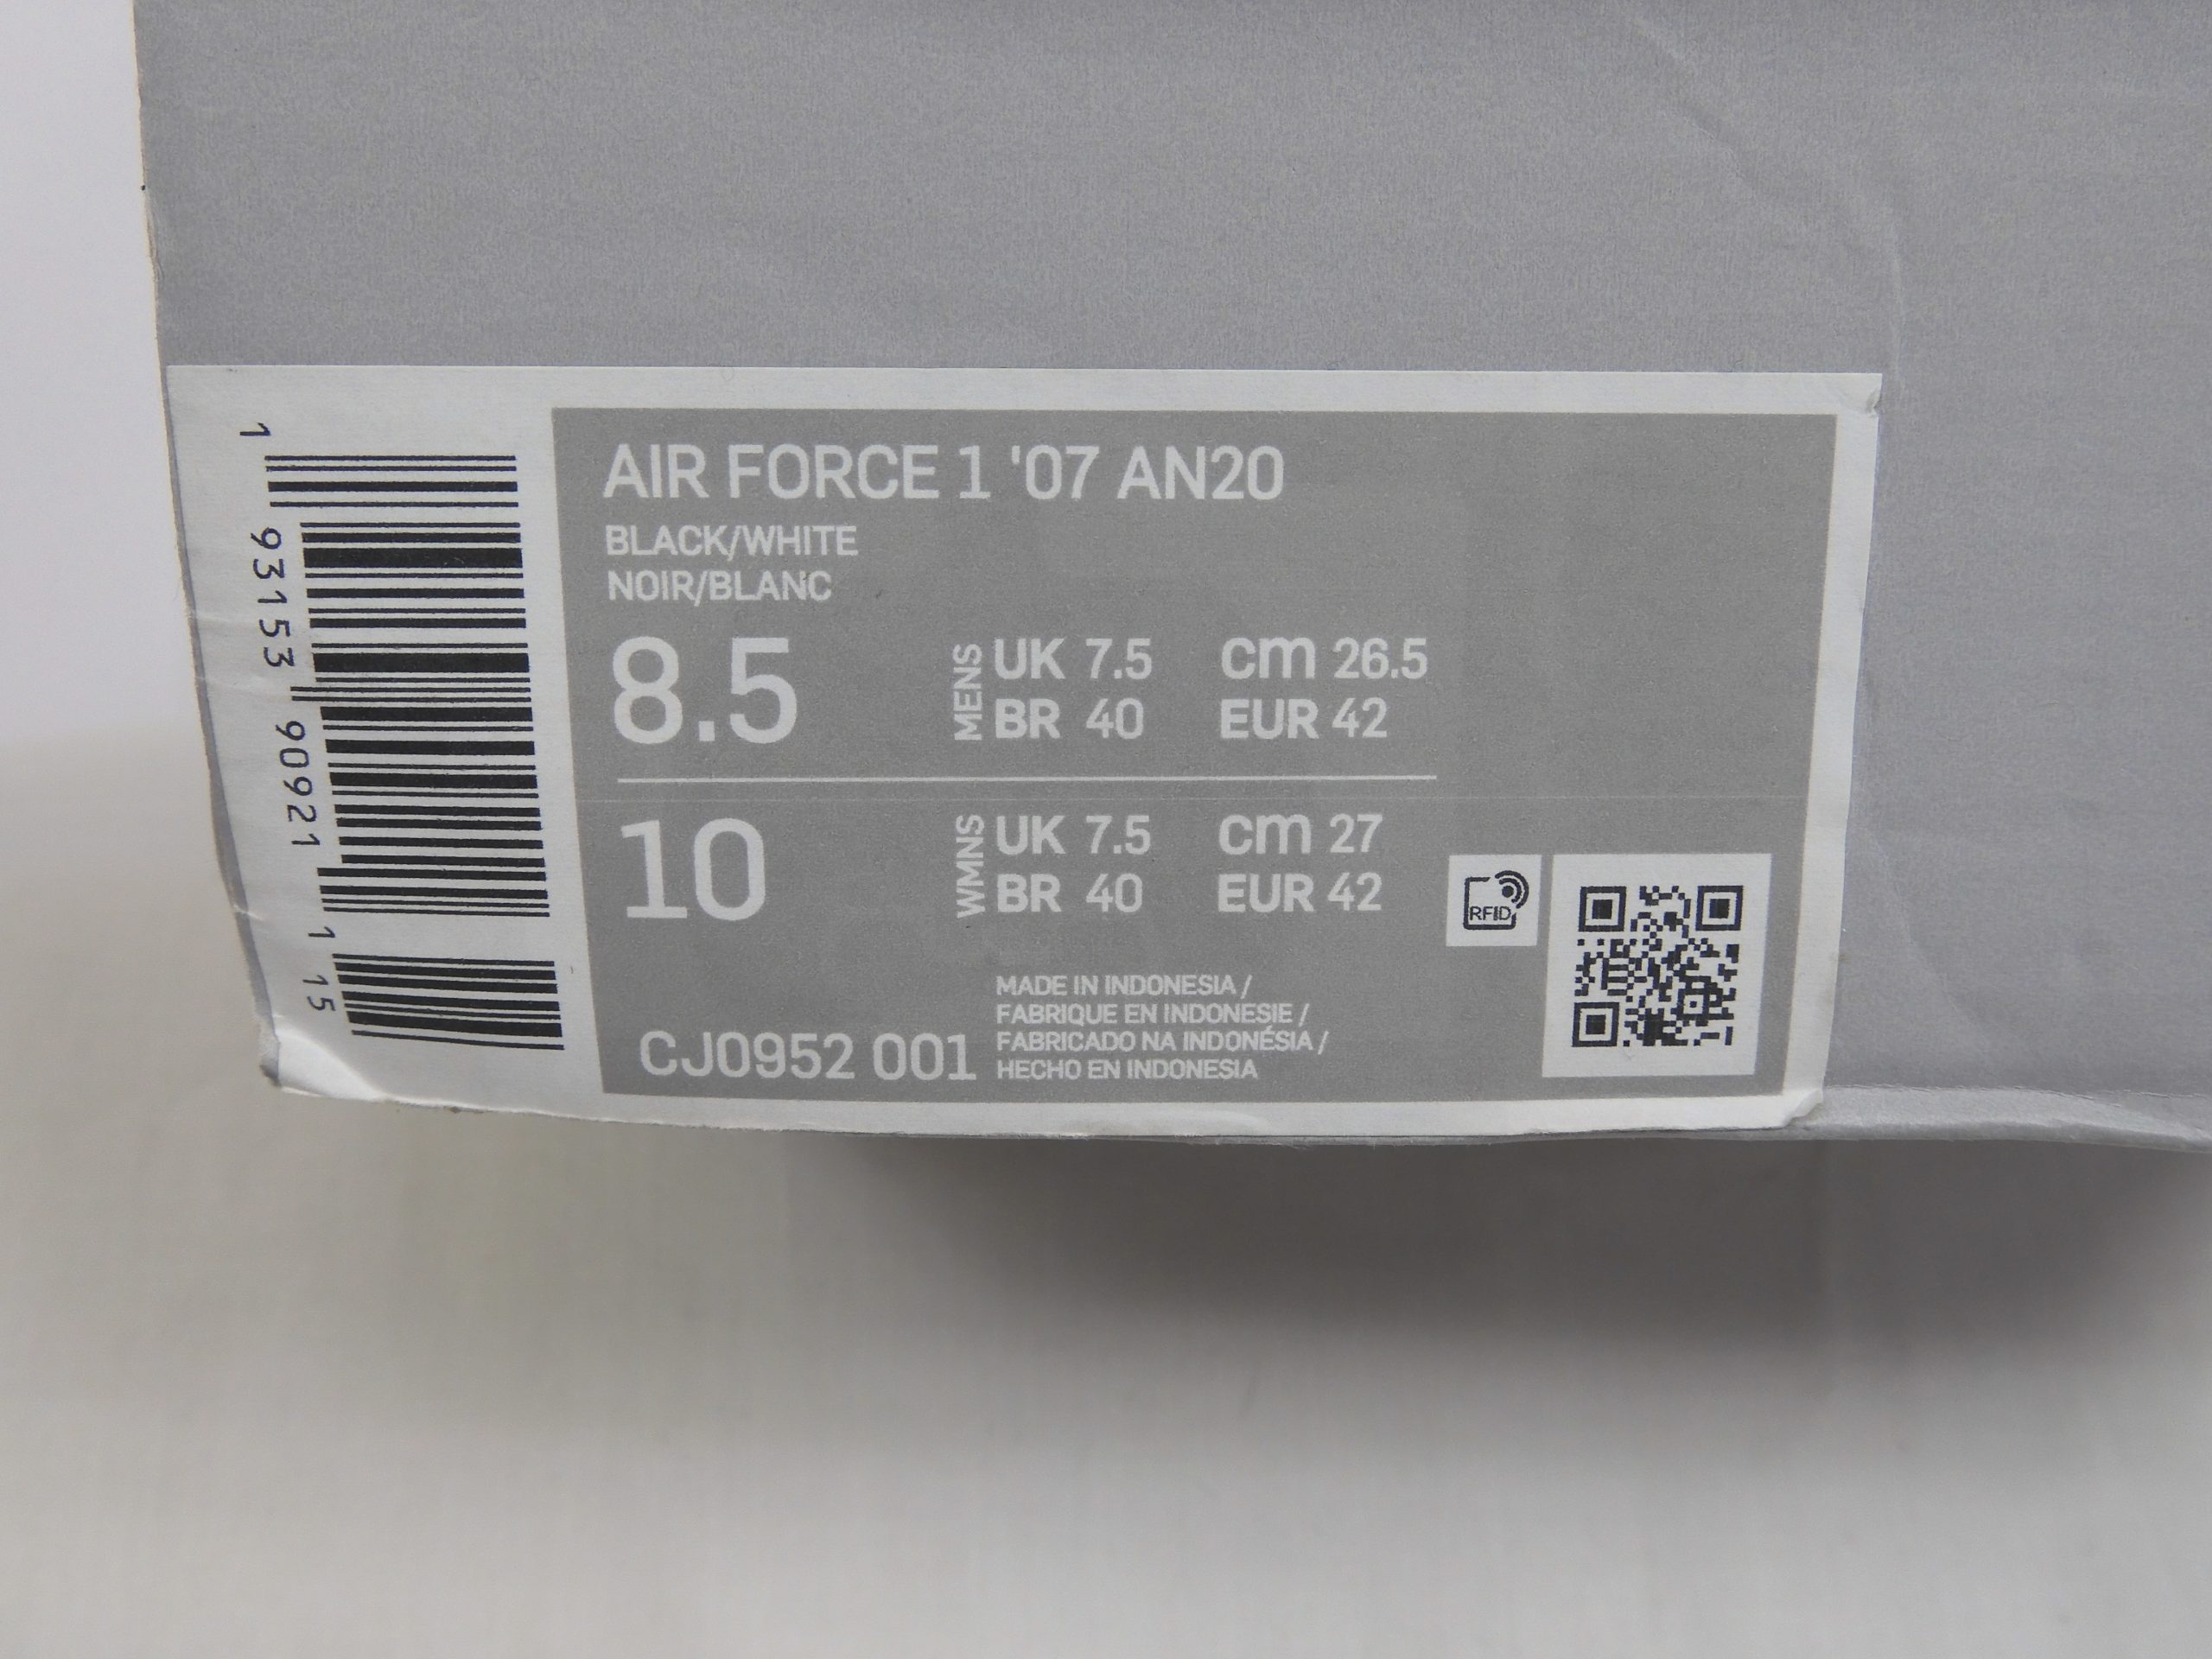 1 93153 90921 1 15
AIR FORCE 1 '07 AN20
BLACK/WHITE
NOIR/BLANC
8.5 MENS UK 7.5 cm 26.5
BR 40 EUR 42
10 WMNS UK 7.5 cm 27
BR 40 EUR 42
RFID
MADE IN INDONESIA /
FABRIQUE EN INDONESIE /
FABRICADO NA INDONÉSIA /
HECHO EN INDONESIA
CJ0952 001